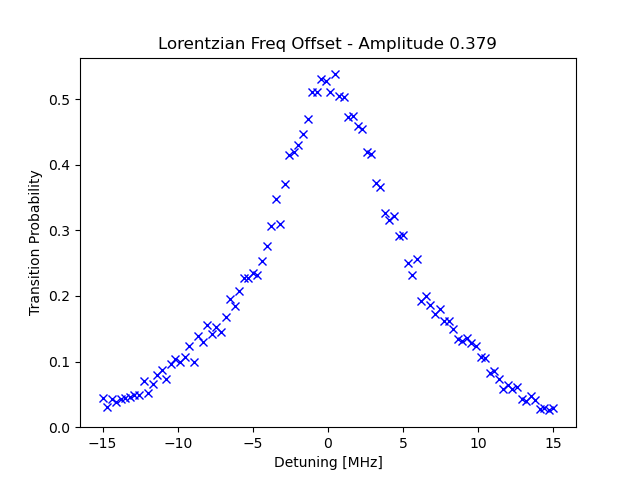 Lorentzian Freq Offset - Amplitude 0.379
Transition Probability
0.5
0.4
0.3
0.2
0.1
0.0
−15 −10 −5 0 5 10 15
Detuning [MHz]